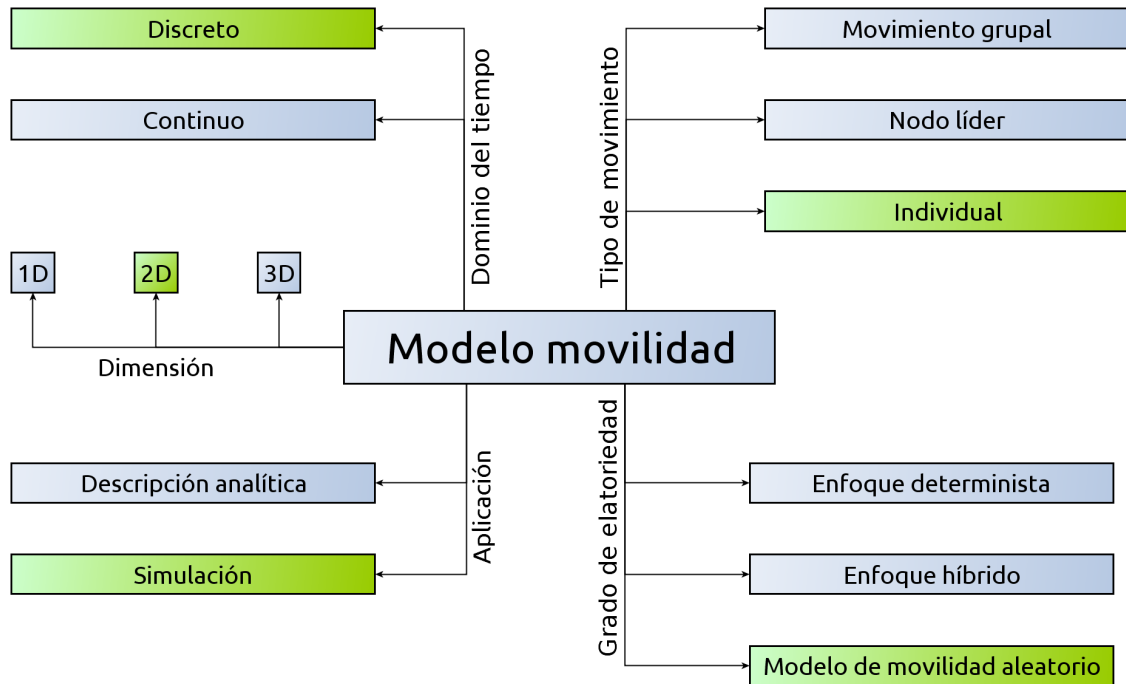 Discreto
Continuo
Dominio del tiempo
Tipo de movimiento
Movimiento grupal
Nodo líder
Individual
1D
2D
3D
Dimensión
Modelo movilidad
Descripción analítica
Simulación
Aplicación
Grado de elatoriedad
Enfoque determinista
Enfoque híbrido
Modelo de movilidad aleatorio